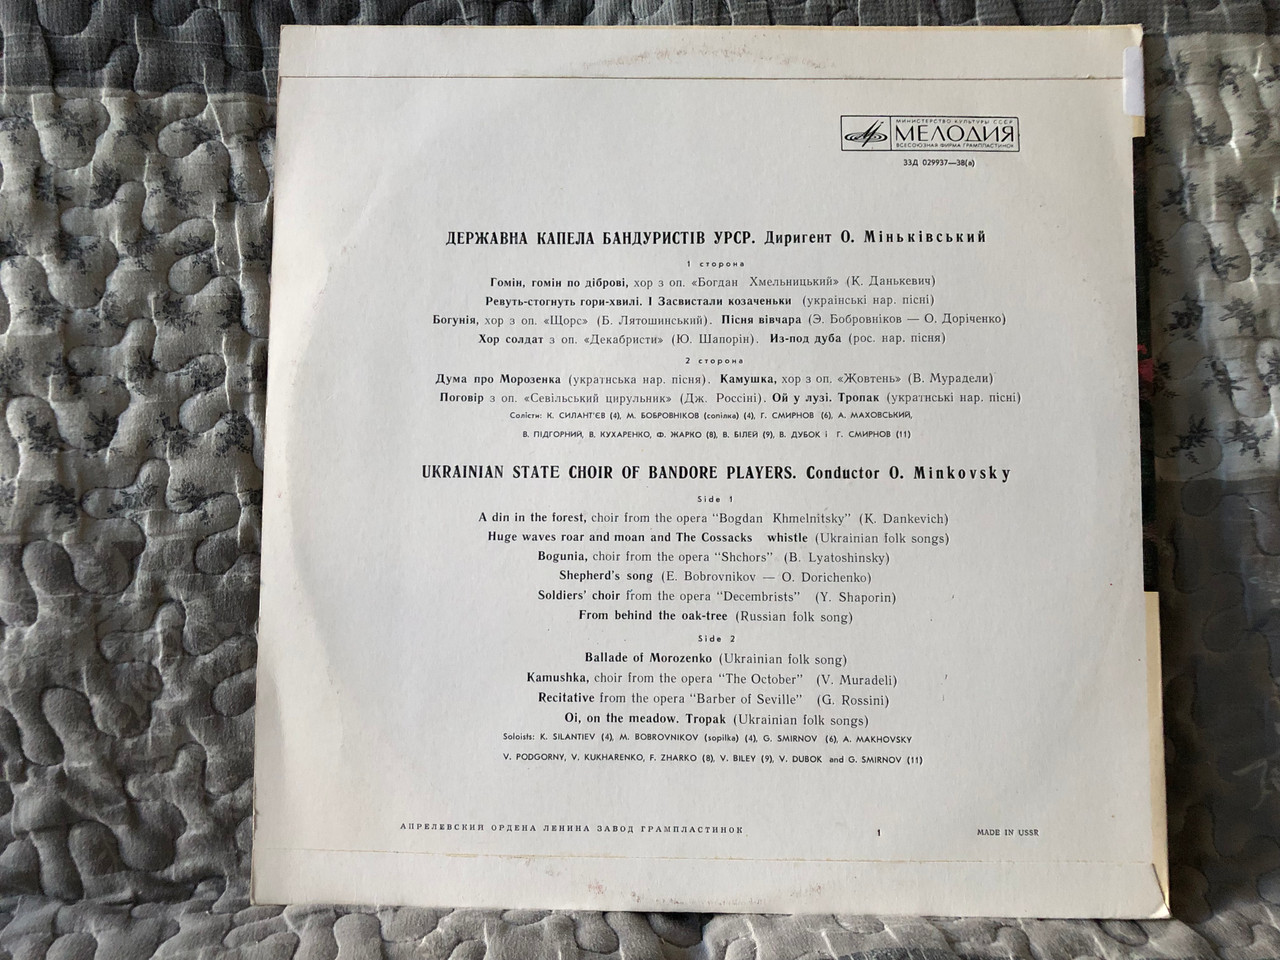 МИНИСТЕРСТВО КУЛЬТУРЫ СССР
МЕЛОДИЯ
ВСЕСОЮЗНАЯ ФИРМА ГРАМПЛАСТИНОК
33Д 029937—38(а)
ДЕРЖАВНА КАПЕЛА БАНДУРИСТІВ УРСР. Диригент О. Міньківський
1 сторона
Гомін, гомін по діброві, хор з оп. «Богдан Хмельницький» (К. Данькевич)
Ревуть-стогнуть гори-хвилі. І Засвистали козаченьки (українські нар. пісні)
Богунія, хор з оп. «Щорс» (Б. Лятошинський). Пісня вівчара (Э. Бобровніков — О. Доріченко)
Хор солдат з оп. «Декабристи» (Ю. Шапорін). Из-под дуба (рос. нар. пісня)
2 сторона
Дума про Морозенка (украгнська нар. пісня). Камушка, хор з оп. «Жовтень» (В. Мурадели)
Поговір з оп. «Севільський цирульник» (Дж. Россіні). Ой у лузі. Тропак (украгнські нар. пісні)
Солісти: К. СИЛАНТ'ЄВ (4), М. БОБРОВНІКОВ (сопілка) (4), Г. СМИРНОВ (6), А. МАХОВСЬКИЙ,
В. ПІДГОРНИЙ, В. КУХАРЕНКО, Ф. ЖАРКО (8), В. БІЛЕЙ (9), В. ДУБОК і Г. СМИРНОВ (11)
UKRAINIAN STATE CHOIR OF BANDORE PLAYERS. Conductor O. Minkovsky
Side 1
A din in the forest, choir from the opera "Bogdan Khmelnitsky" (K. Dankevich)
Huge waves roar and moan and The Cossacks whistle (Ukrainian folk songs)
Bogunia, choir from the opera "Shchors" (B. Lyatoshinsky)
Shepherd's song (E. Bobrovnikov — O. Dorichenko)
Soldiers' choir from the opera "Decembrists" (Y. Shaporin)
From behind the oak-tree (Russian folk song)
Side 2
Ballade of Morozenko (Ukrainian folk song)
Kamushka, choir from the opera "The October" (V. Muradeli)
Recitative from the opera "Barber of Seville" (G. Rossini)
Oi, on the meadow. Tropak (Ukrainian folk songs)
Soloists: K. SILANTIEV (4), M. BOBROVNIKOV (sopilka) (4), G. SMIRNOV (6), A. MAKHOVSKY
V. PODGORNY, V. KUKHARENKO, F. ZHARKO (8), V. BILEY (9), V. DUBOK and G. SMIRNOV (11)
АПРЕЛЕВСКИЙ ОРДЕНА ЛЕНИНА ЗАВОД ГРАМПЛАСТИНОК 1 MADE IN USSR